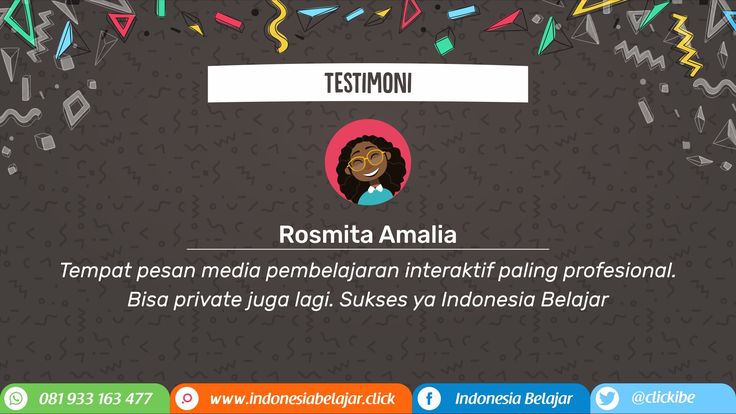 TESTIMONI
Rosmita Amalia
Tempat pesan media pembelajaran interaktif paling profesional.
Bisa private juga lagi. Sukses ya Indonesia Belajar
081 933 163 477
www.indonesiabelajar.click
Indonesia Belajar
@clickibe